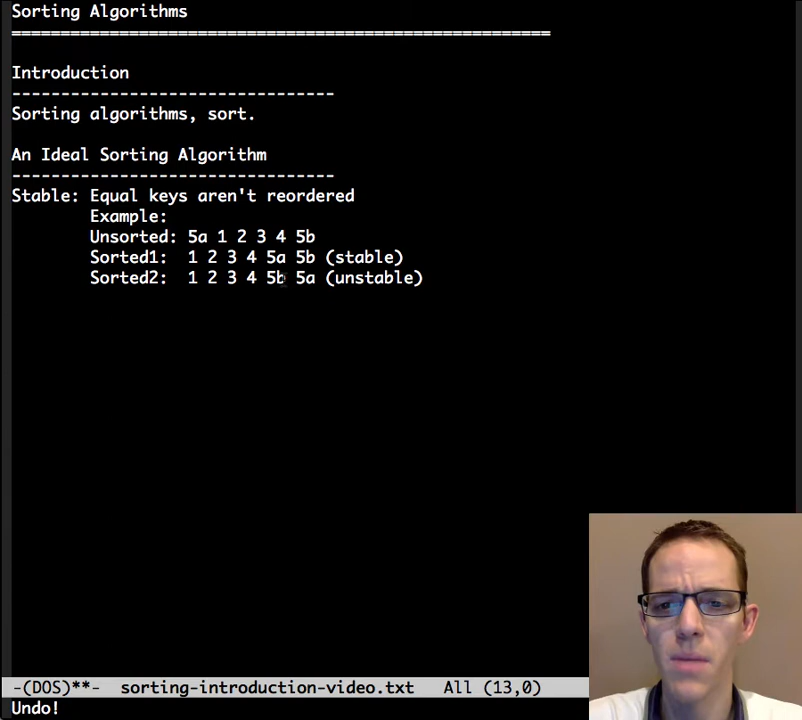 Sorting Algorithms
=======================================================
Introduction
---------------------------------
Sorting algorithms, sort.
An Ideal Sorting Algorithm
---------------------------------
Stable: Equal keys aren't reordered
Example:
Unsorted: 5a 1 2 3 4 5b
Sorted1:  1 2 3 4 5a 5b (stable)
Sorted2:  1 2 3 4 5b 5a (unstable)
-(DOS)**-  sorting-introduction-video.txt   All (13,0)
Undo!